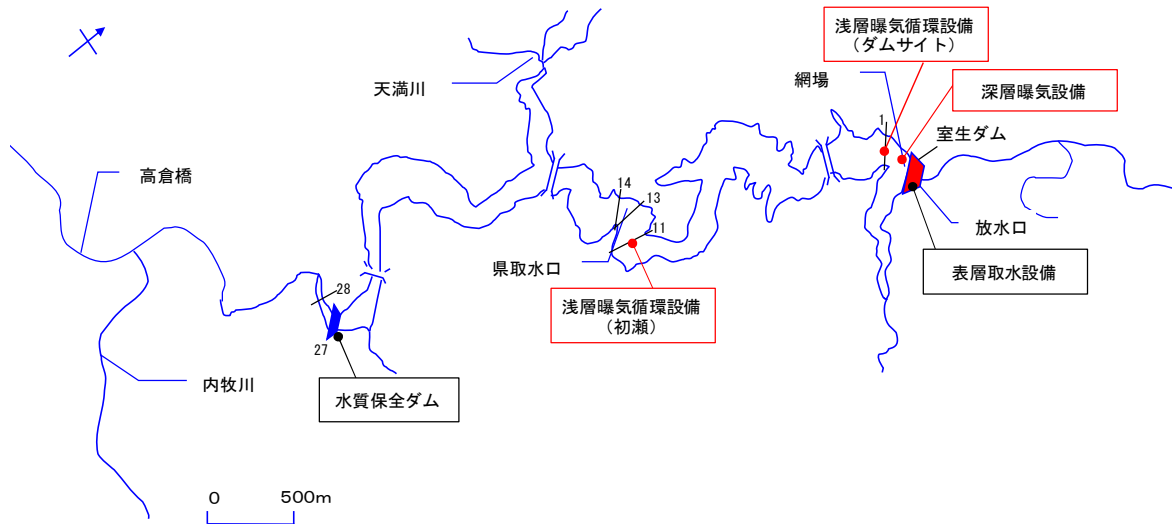 浅層曝気循環設備
（ダムサイト）
網場
深層曝気設備
天満川
1
室生ダム
高倉橋
14
13
11
放水口
県取水口
表層取水設備
28
浅層曝気循環設備
（初瀬）
27
内牧川
水質保全ダム
0 500m